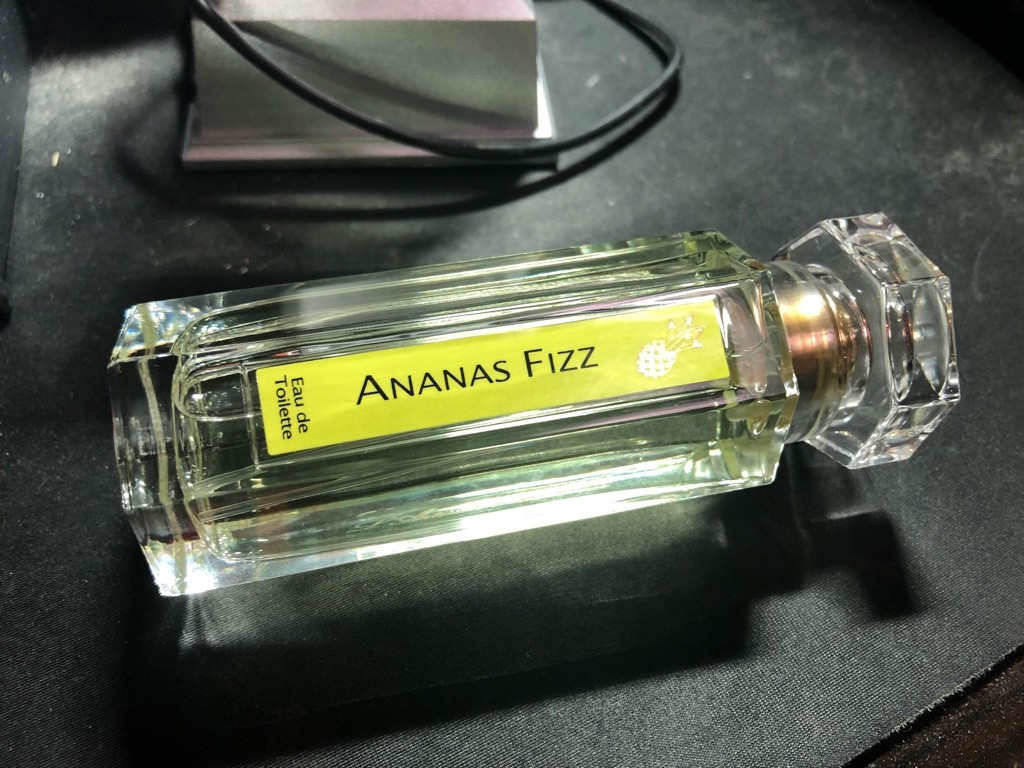 Ananas Fizz
Eau de
Toilette